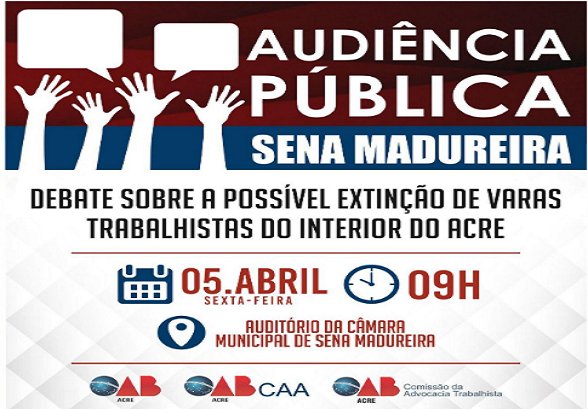 AUDIÊNCIA
PÚBLICA
SENA MADUREIRA
DEBATE SOBRE A POSSÍVEL EXTINÇÃO DE VARAS
TRABALHISTAS DO INTERIOR DO ACRE
05.ABRIL
SEXTA-FEIRA
09H
AUDITÓRIO DA CÂMARA
MUNICIPAL DE SENA MADUREIRA
OAB
ACRE
OAB CAA
ACRE
OAB
ACRE
Comissão da
Advocacia Trabalhista